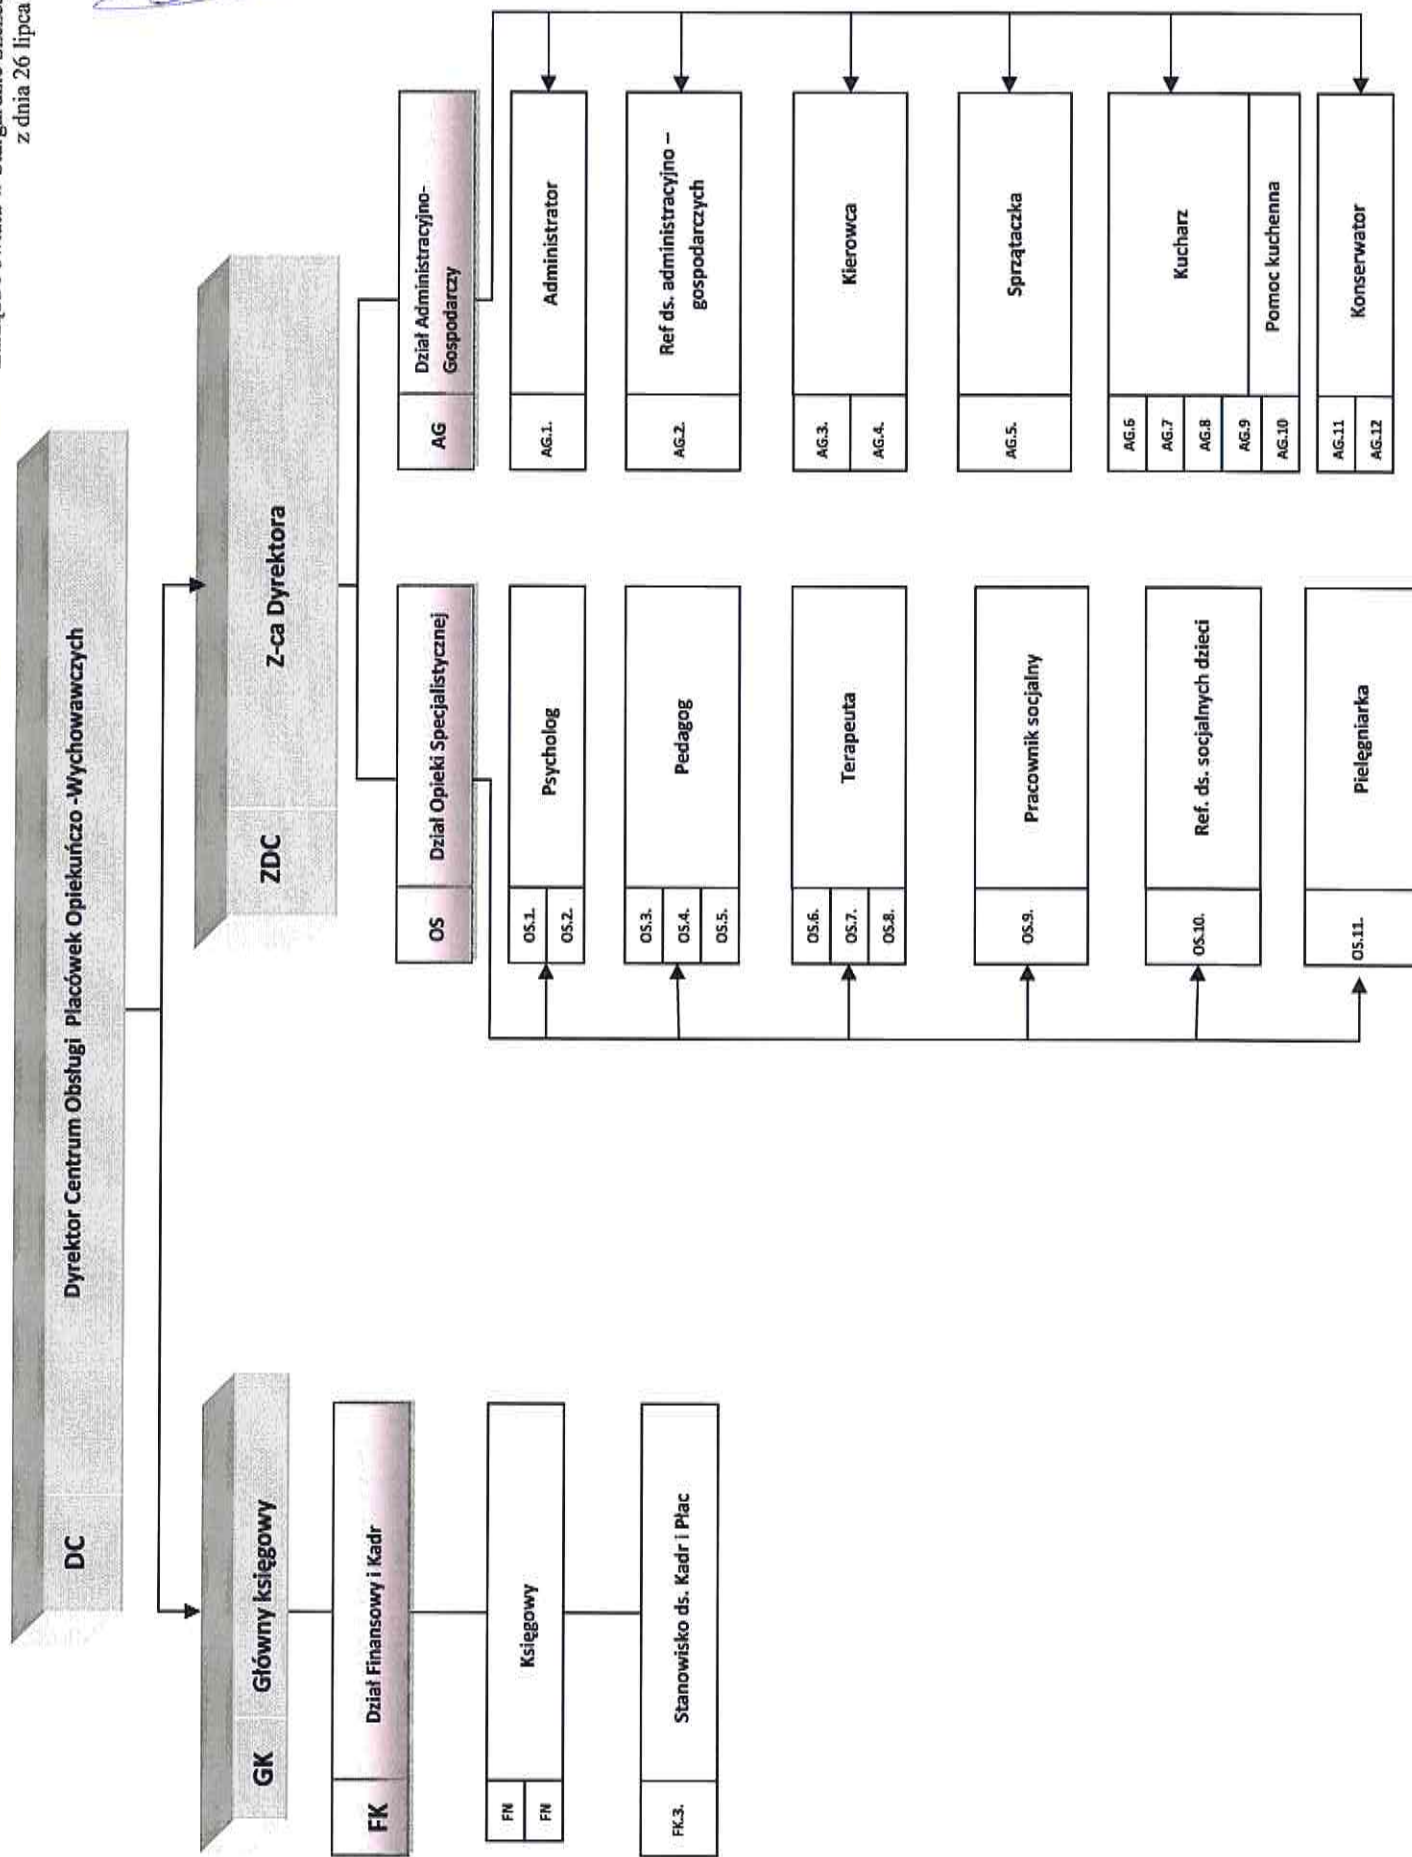 z dnia 26 lipca
DC
Dyrektor Centrum Obsługi Placówek Opiekuńczo -Wychowawczych
GK
Główny księgowy
ZDC
Z-ca Dyrektora
FK
Dział Finansowy i Kadr
FN
FN
Księgowy
FK.3.
Stanowisko ds. Kadr i Płac
OS
Dział Opieki Specjalistycznej
OS.1.
OS.2.
Psycholog
OS.3.
OS.4.
OS.5.
Pedagog
OS.6.
OS.7.
OS.8.
Terapeuta
OS.9.
Pracownik socjalny
OS.10.
Ref. ds. socjalnych dzieci
OS.11.
Pielęgniarka
AG
Dział Administracyjno-
Gospodarczy
AG.1.
Administrator
AG.2.
Ref ds. administracyjno –
gospodarczych
AG.3.
AG.4.
Kierowca
AG.5.
Sprzątaczka
AG.6
AG.7
AG.8
AG.9
AG.10
Kucharz
Pomoc kuchenna
AG.11
AG.12
Konserwator